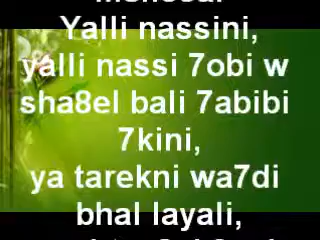 Yalli nassini,
yalli nassi 7obi w
sha8el bali 7abibi
7kini,
ya tarekni wa7di
bhal layali,